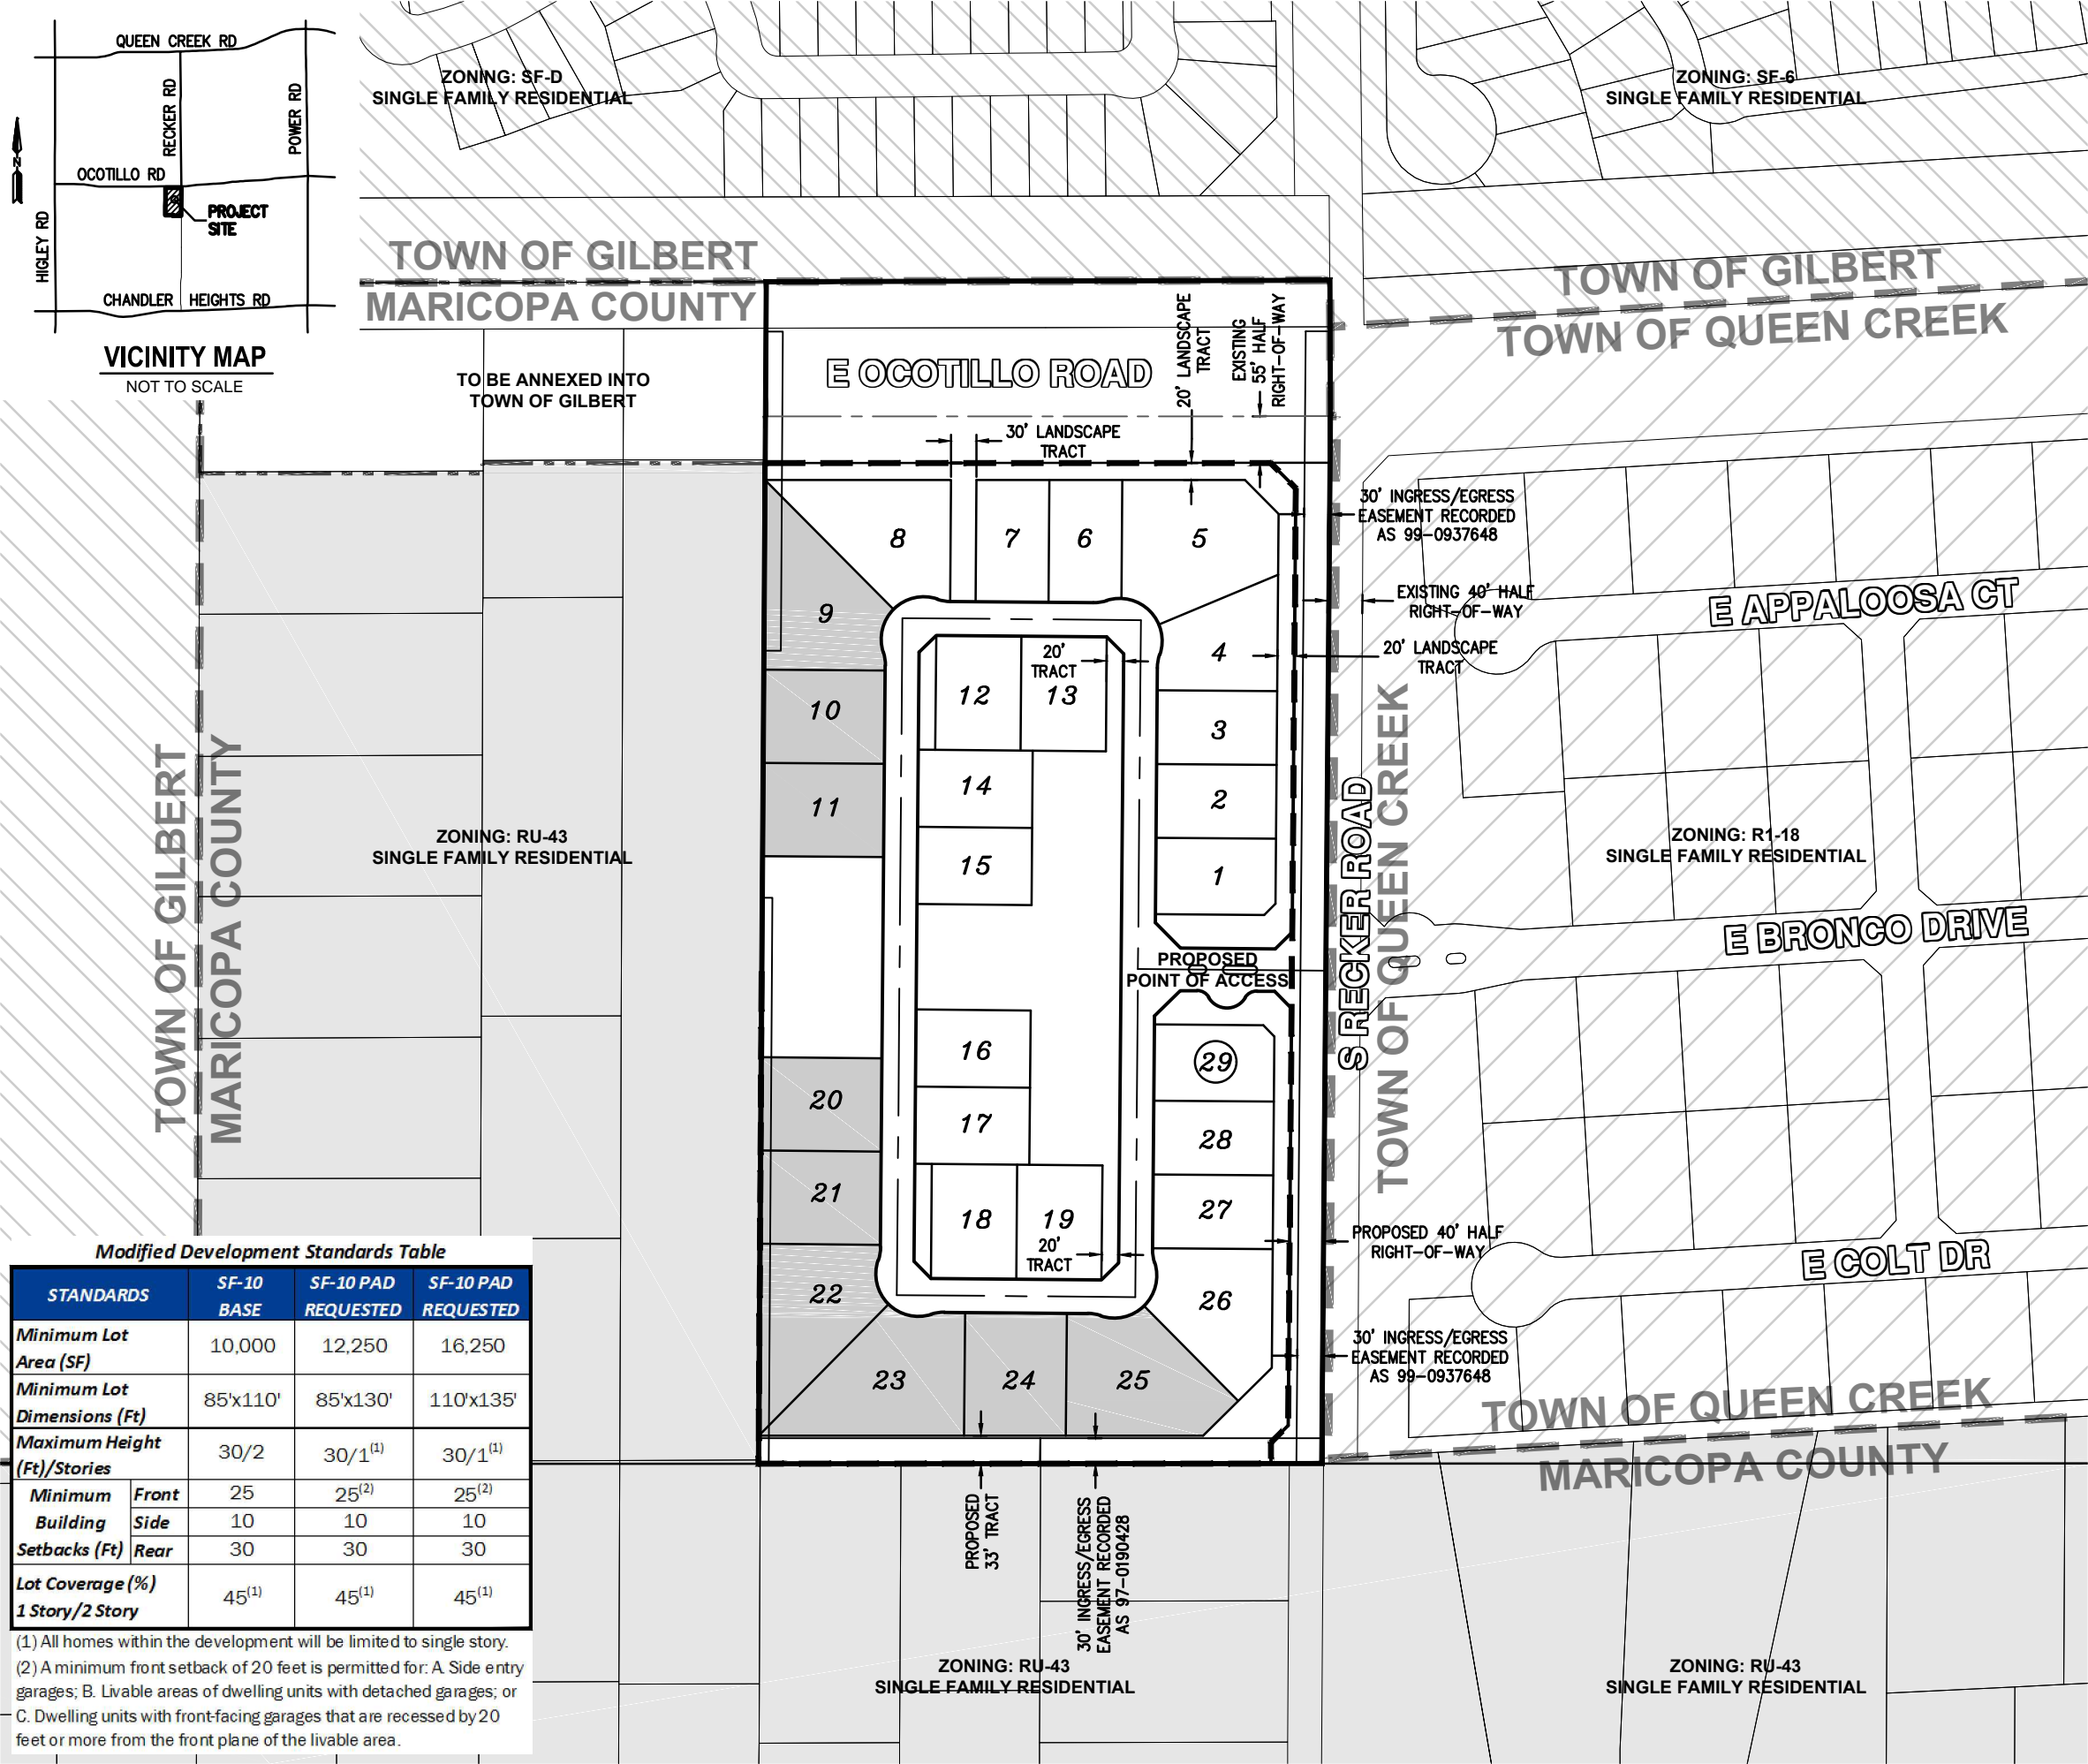 QUEEN CREEK RD
RECKER RD
POWER RD
OCOTILLO RD
HIGLEY RD
N
PROJECT
SITE
CHANDLER HEIGHTS RD
VICINITY MAP
NOT TO SCALE
ZONING: SF-D
SINGLE FAMILY RESIDENTIAL
ZONING: SF-6
SINGLE FAMILY RESIDENTIAL
TOWN OF GILBERT
MARICOPA COUNTY
TOWN OF GILBERT
TOWN OF QUEEN CREEK
TO BE ANNEXED INTO
TOWN OF GILBERT
E OCOTILLO ROAD
20' LANDSCAPE
TRACT
EXISTING
55' HALF
RIGHT-OF-WAY
30' LANDSCAPE
TRACT
30' INGRESS/EGRESS
EASEMENT RECORDED
AS 99-0937648
EXISTING 40' HALF
RIGHT-OF-WAY
20' LANDSCAPE
TRACT
E APPALOOSA CT
8
7
6
5
9
4
20'
TRACT
12
13
10
3
14
2
11
15
1
ZONING: RU-43
SINGLE FAMILY RESIDENTIAL
ZONING: R1-18
SINGLE FAMILY RESIDENTIAL
TOWN OF GILBERT
MARICOPA COUNTY
S RECKER ROAD
TOWN OF QUEEN CREEK
E BRONCO DRIVE
PROPOSED
POINT OF ACCESS
16
29
20
17
28
21
18
19
20'
TRACT
27
22
26
23
24
25
PROPOSED 40' HALF
RIGHT-OF-WAY
E COLT DR
30' INGRESS/EGRESS
EASEMENT RECORDED
AS 99-0937648
TOWN OF QUEEN CREEK
MARICOPA COUNTY
PROPOSED
33' TRACT
30' INGRESS/EGRESS
EASEMENT RECORDED
AS 97-0190428
ZONING: RU-43
SINGLE FAMILY RESIDENTIAL
ZONING: RU-43
SINGLE FAMILY RESIDENTIAL
Modified Development Standards Table
STANDARDS
SF-10
BASE
SF-10 PAD
REQUESTED
SF-10 PAD
REQUESTED
Minimum Lot
Area (SF)
10,000 12,250 16,250
Minimum Lot
Dimensions (Ft)
85'x110' 85'x130' 110'x135'
Maximum Height
(Ft)/Stories
30/2 30/1(1) 30/1(1)
Minimum
Building
Setbacks (Ft)
Front 25 25(2) 25(2)
Side 10 10 10
Rear 30 30 30
Lot Coverage (%)
1 Story/2 Story
45(1) 45(1) 45(1)
(1) All homes within the development will be limited to single story.
(2) A minimum front setback of 20 feet is permitted for: A. Side entry
garages; B. Livable areas of dwelling units with detached garages; or
C. Dwelling units with front-facing garages that are recessed by 20
feet or more from the front plane of the livable area.